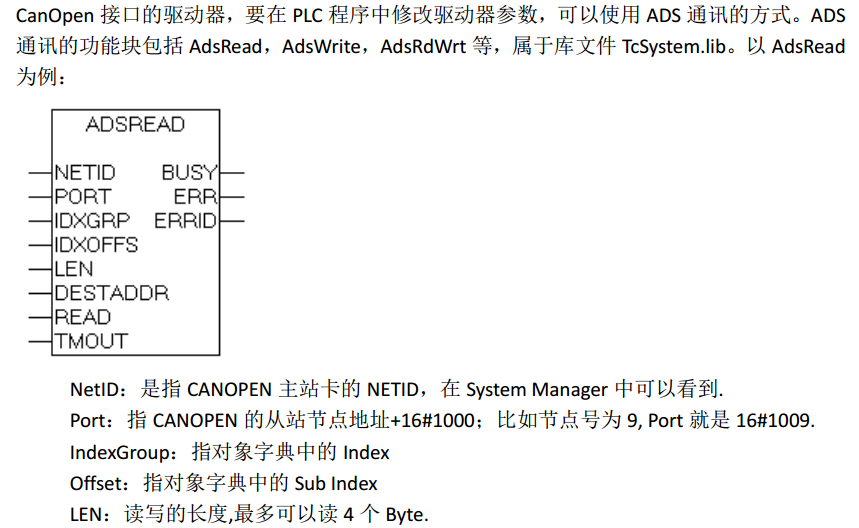 CanOpen 接口的驱动器，要在 PLC 程序中修改驱动器参数，可以使用 ADS 通讯的方式。ADS
通讯的功能块包括 AdsRead，AdsWrite，AdsRdWrt 等，属于库文件 TcSystem.lib。以 AdsRead
为例：
ADSREAD
NETID BUSY
PORT ERR
IDXGRP ERRID
IDXOFFS
LEN
DESTADDR
READ
TMOUT
NetID：是指 CANOPEN 主站卡的 NETID，在 System Manager 中可以看到.
Port：指 CANOPEN 的从站节点地址+16#1000；比如节点号为 9, Port 就是 16#1009.
IndexGroup：指对象字典中的 Index
Offset：指对象字典中的 Sub Index
LEN：读写的长度,最多可以读 4 个 Byte.